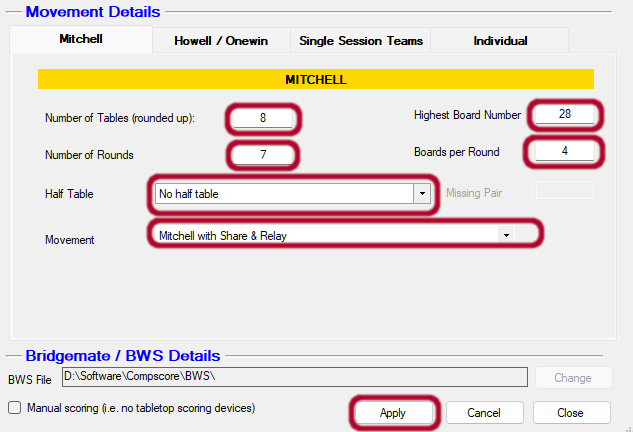 Movement Details
Mitchell
Howell / Onewin
Single Session Teams
Individual
MITCHELL
Number of Tables (rounded up): 8
Highest Board Number 28
Number of Rounds 7
Boards per Round 4
Half Table No half table
Missing Pair
Movement Mitchell with Share & Relay
Bridgemate / BWS Details
BWS File D:\Software\Compscore\BWS\
Change
Manual scoring (i.e. no tabletop scoring devices)
Apply
Cancel
Close